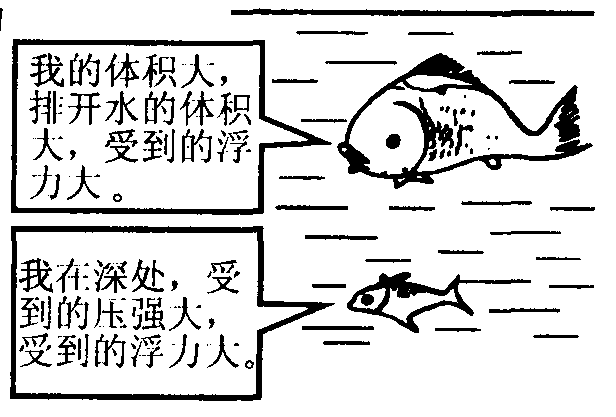 我的体积大，
排开水的体积
大，受到的浮
力大。
我在深处，受
到的压强大，
受到的浮力大。